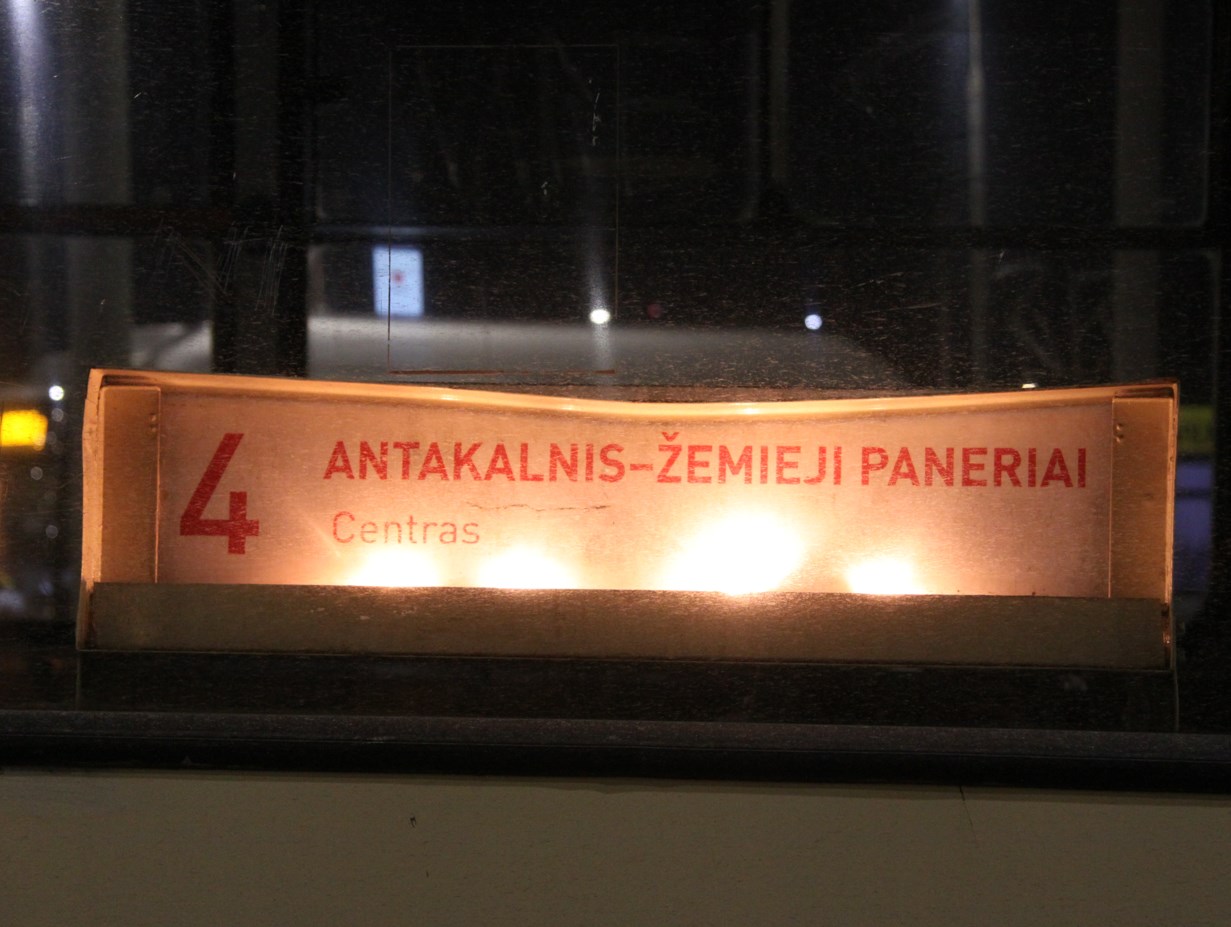 4
ANTAKALNIS–ŽEMIEJI PANERIAI
Centras